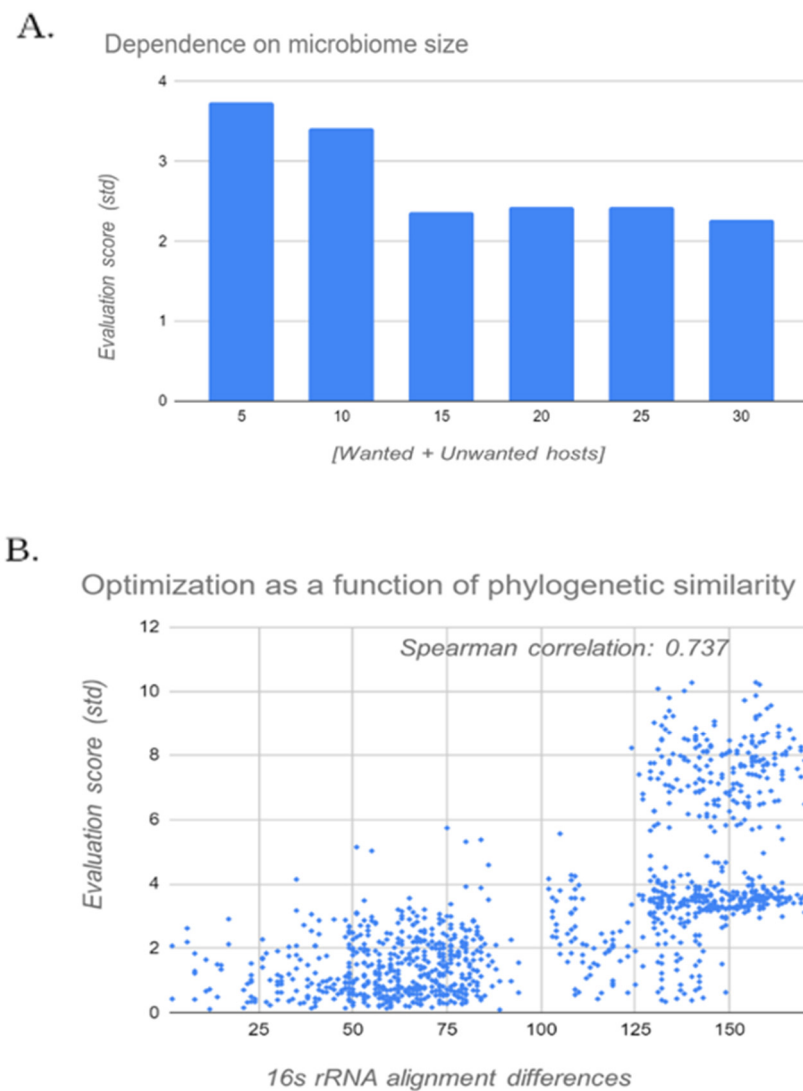 A.
Dependence on microbiome size
4
3
2
1
0
Evaluation score (std)
5 10 15 20 25 30
[Wanted + Unwanted hosts]
B.
Optimization as a function of phylogenetic similarity
Spearman correlation: 0.737
12
10
8
6
4
2
0
Evaluation score (std)
25 50 75 100 125 150
16s rRNA alignment differences